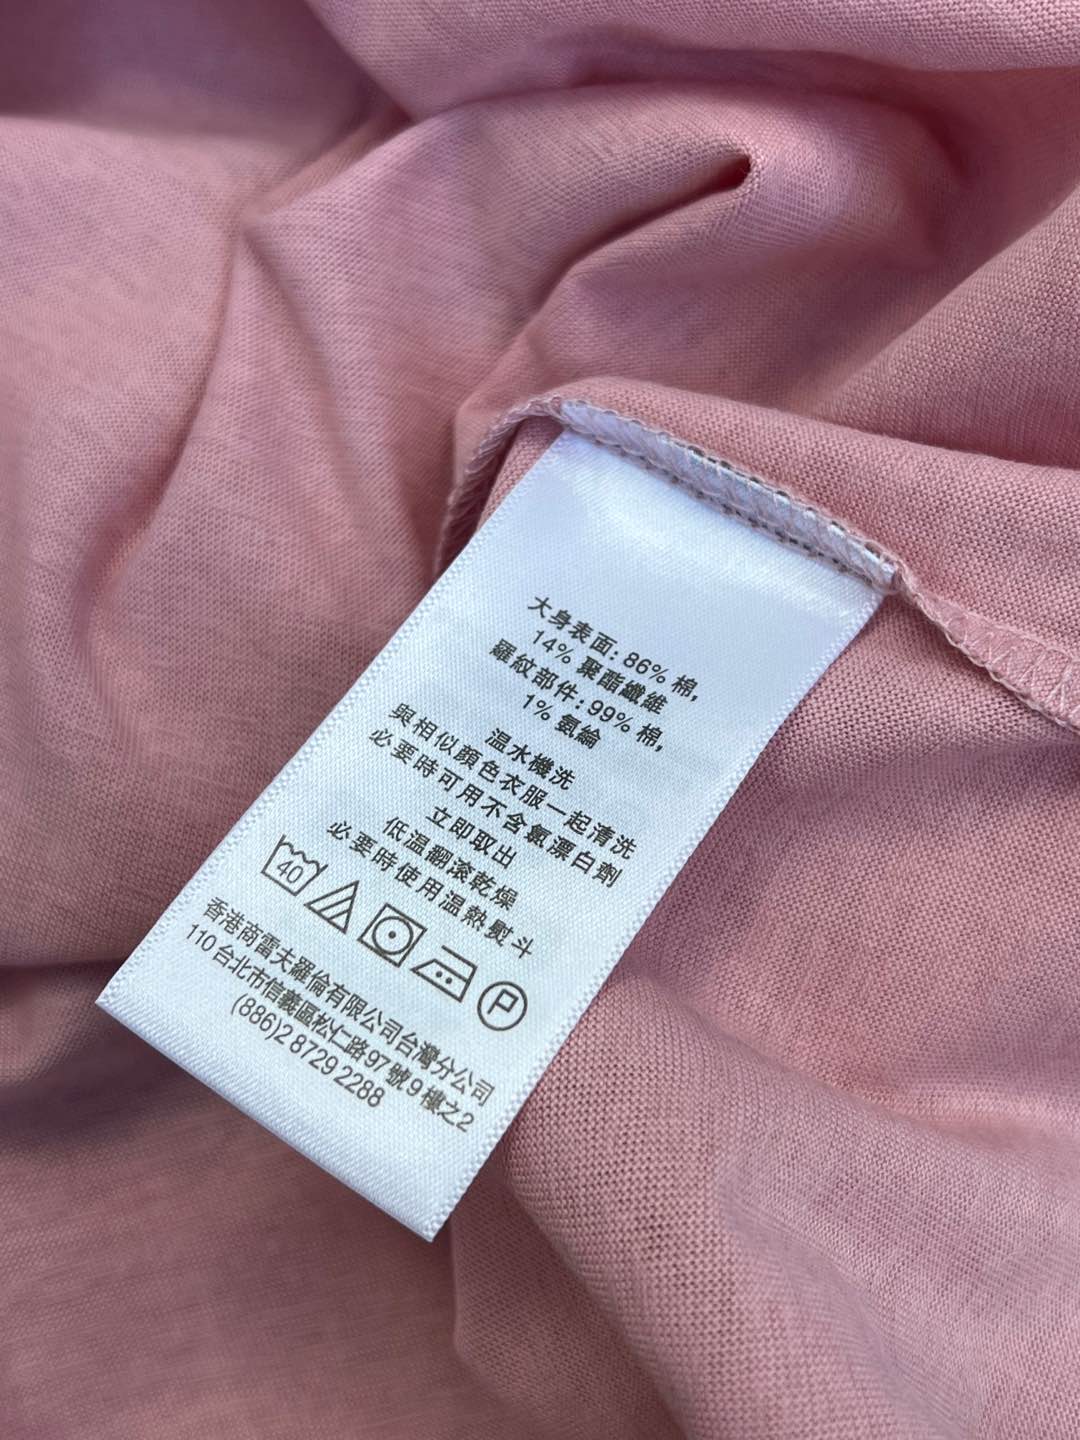 大身表面: 86% 棉,
14% 聚酯纖維
羅紋部件: 99% 棉,
1% 氨綸
溫水機洗
與相似顏色衣服一起清洗
必要時可用不含氯漂白劑
立即取出
低溫翻滾乾燥
必要時使用溫熱熨斗
40 P
香港商雷夫羅倫有限公司台灣分公司
110 台北市信義區松仁路97號9樓之2
(886)2 8729 2288